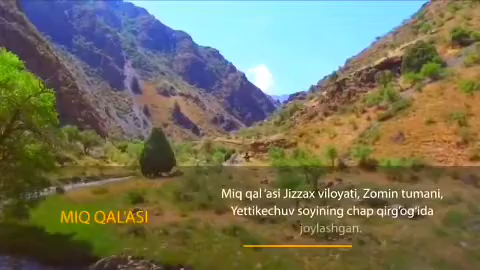 Miq qal'asi Jizzax viloyati, Zomin tumani,
Yettikechuv soyining chap qirg'og'ida
joylashgan.
MIQ QAL'ASI